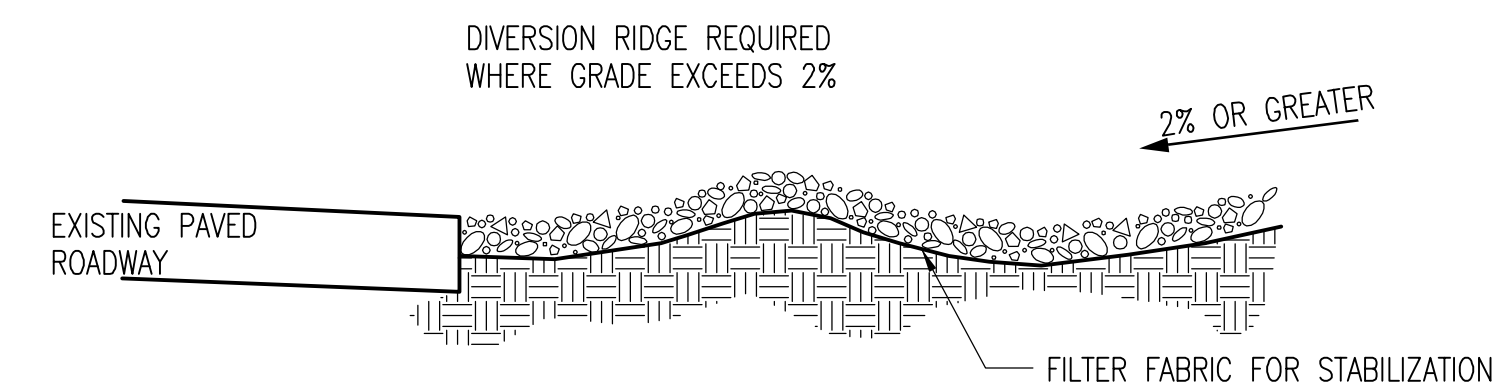 DIVERSION RIDGE REQUIRED
WHERE GRADE EXCEEDS 2%
2% OR GREATER
EXISTING PAVED
ROADWAY
FILTER FABRIC FOR STABILIZATION